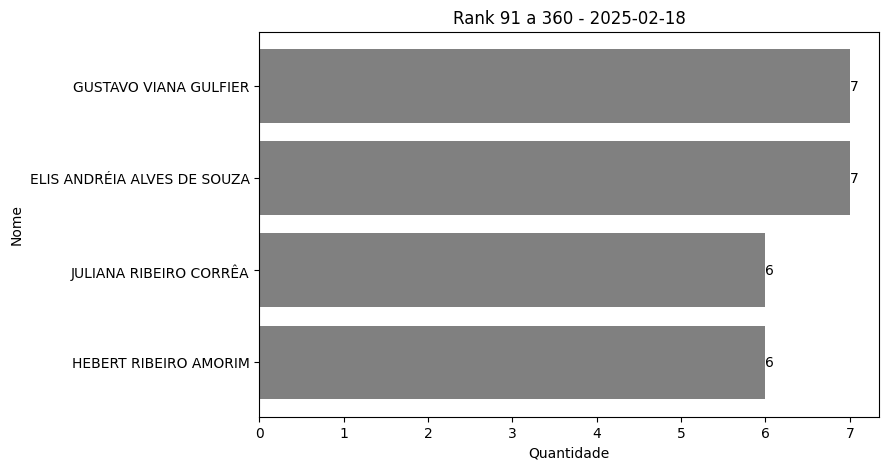 Rank 91 a 360 - 2025-02-18
GUSTAVO VIANA GULFIER
7
ELIS ANDRÉIA ALVES DE SOUZA
7
JULIANA RIBEIRO CORRÊA
6
HEBERT RIBEIRO AMORIM
6
Nome
0 1 2 3 4 5 6 7
Quantidade